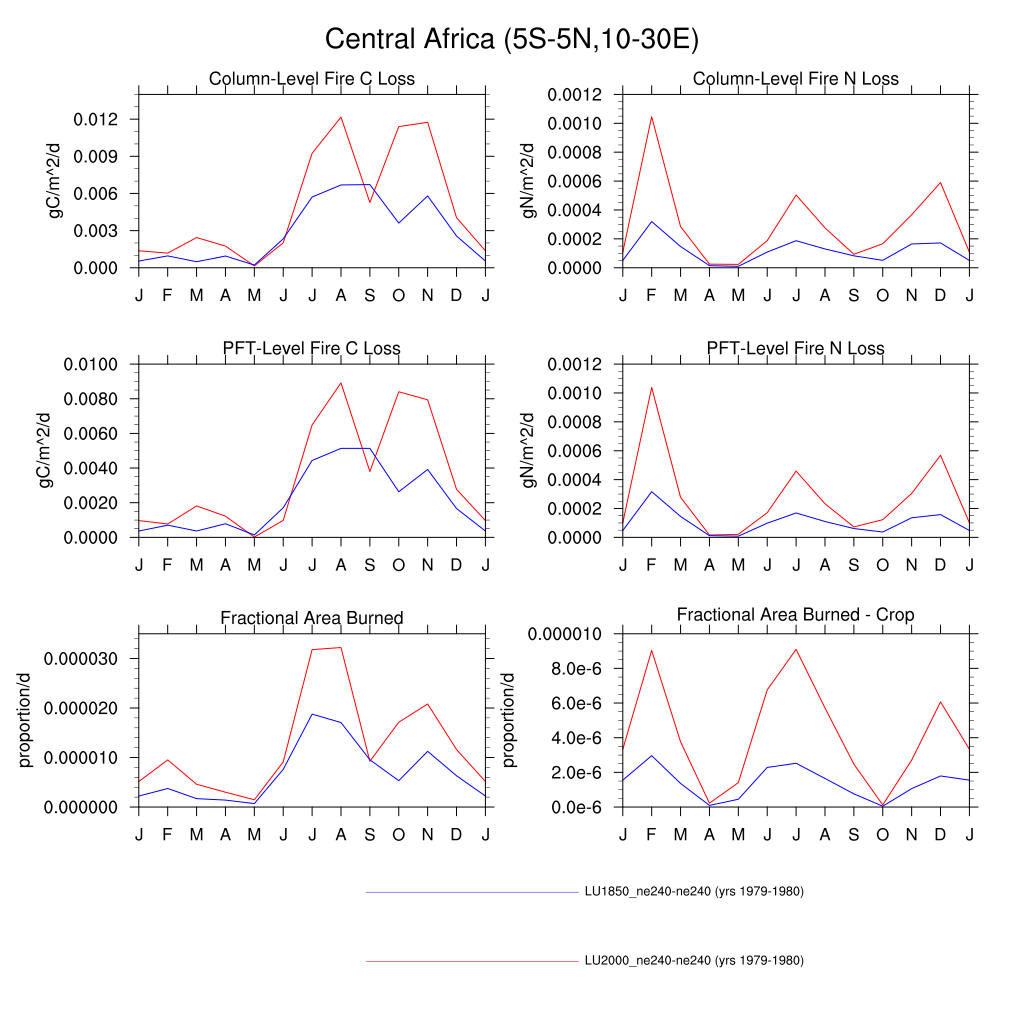 Central Africa (5S-5N,10-30E)
Column-Level Fire C Loss
gC/m^2/d
0.012
0.009
0.006
0.003
0.000
J F M A M J J A S O N D J
Column-Level Fire N Loss
gN/m^2/d
0.0012
0.0010
0.0008
0.0006
0.0004
0.0002
0.0000
J F M A M J J A S O N D J
PFT-Level Fire C Loss
gC/m^2/d
0.0100
0.0080
0.0060
0.0040
0.0020
0.0000
J F M A M J J A S O N D J
PFT-Level Fire N Loss
gN/m^2/d
0.0012
0.0010
0.0008
0.0006
0.0004
0.0002
0.0000
J F M A M J J A S O N D J
Fractional Area Burned
proportion/d
0.000030
0.000020
0.000010
0.000000
J F M A M J J A S O N D J
Fractional Area Burned - Crop
proportion/d
0.000010
8.0e-6
6.0e-6
4.0e-6
2.0e-6
0.0e-6
J F M A M J J A S O N D J
LU1850_ne240-ne240 (yrs 1979-1980)
LU2000_ne240-ne240 (yrs 1979-1980)